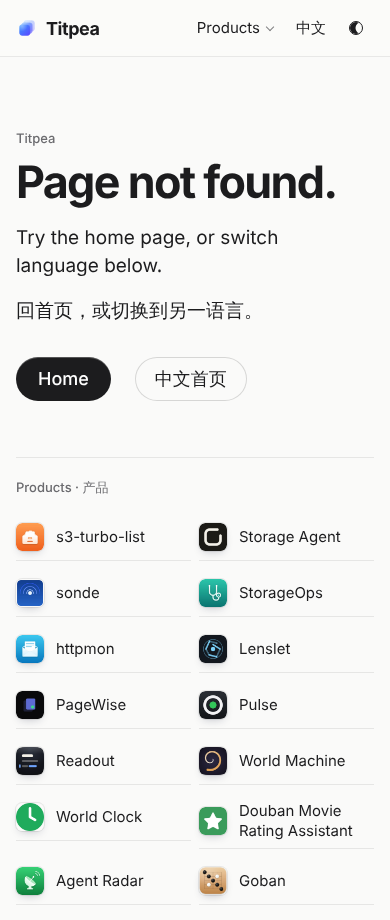 Titpea
Products
中文
Titpea
Page not found.
Try the home page, or switch
language below.
回首页，或切换到另一语言。
Home
中文首页
Products · 产品
s3-turbo-list
Storage Agent
sonde
StorageOps
httpmon
Lenslet
PageWise
Pulse
Readout
World Machine
World Clock
Douban Movie
Rating Assistant
Agent Radar
Goban